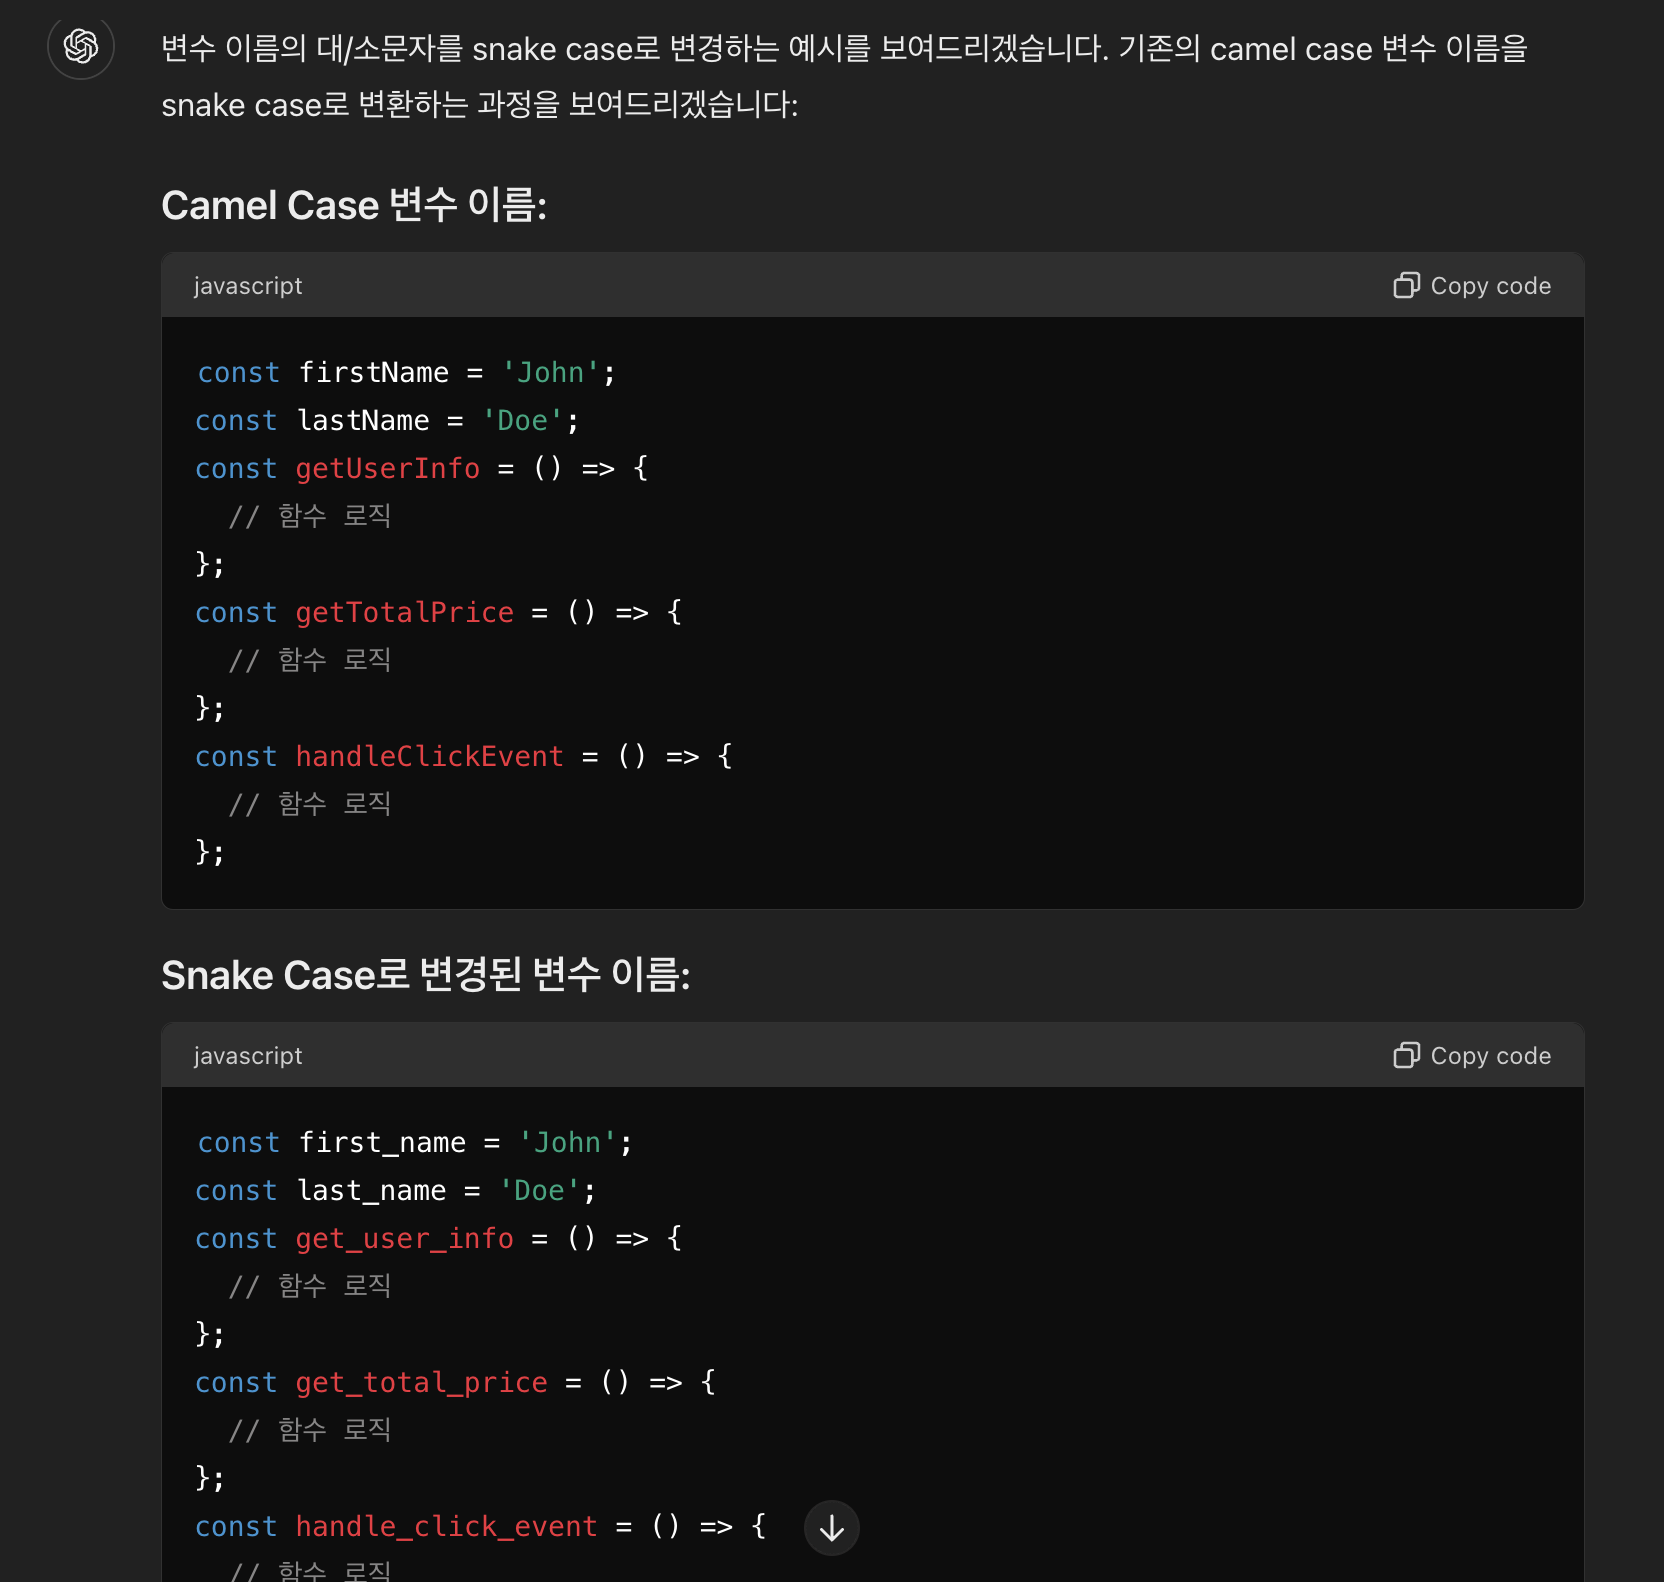 변수 이름의 대/소문자를 snake case로 변경하는 예시를 보여드리겠습니다. 기존의 camel case 변수 이름을
snake case로 변환하는 과정을 보여드리겠습니다:
Camel Case 변수 이름:
javascript Copy code
const firstName = 'John';
const lastName = 'Doe';
const getUserInfo = () => {
  // 함수 로직
};
const getTotalPrice = () => {
  // 함수 로직
};
const handleClickEvent = () => {
  // 함수 로직
};
Snake Case로 변경된 변수 이름:
javascript Copy code
const first_name = 'John';
const last_name = 'Doe';
const get_user_info = () => {
  // 함수 로직
};
const get_total_price = () => {
  // 함수 로직
};
const handle_click_event = () => {
  // 함수 로직